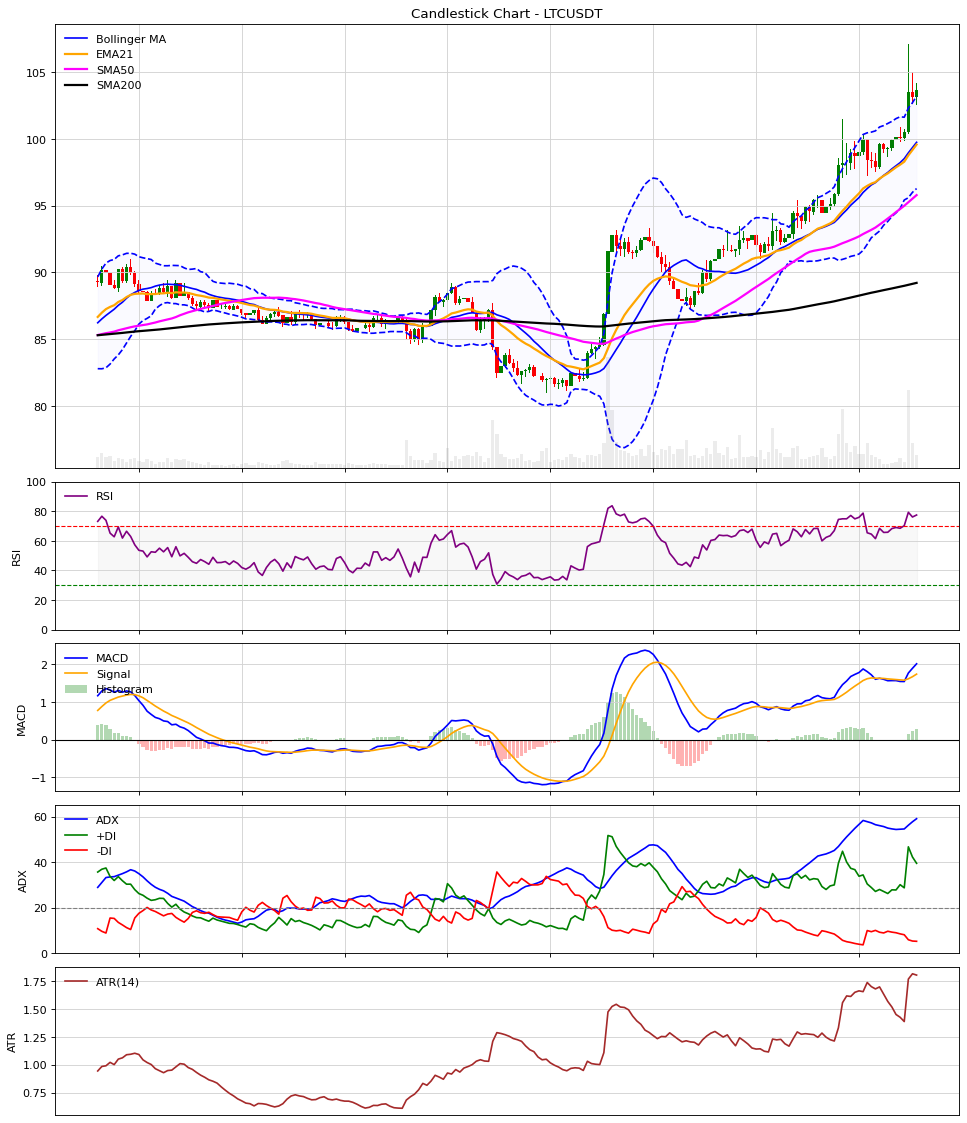 Candlestick Chart - LTCUSDT
Bollinger MA
EMA21
SMA50
SMA200
105
100
95
90
85
80
RSI
RSI
100
80
60
40
20
0
MACD
Signal
Histogram
MACD
2
1
0
−1
ADX
+DI
-DI
ADX
60
40
20
0
ATR(14)
ATR
1.75
1.50
1.25
1.00
0.75